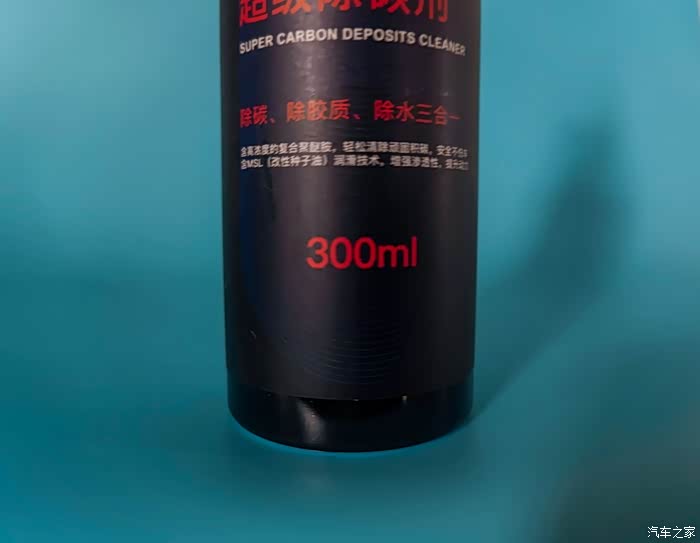 超级除碳剂
SUPER CARBON DEPOSITS CLEANER
除碳、除胶质、除水三合一
含高浓度的复合聚醚胺，轻松清除顽固积碳，安全不伤车
含MSL（改性种子油）润滑技术，增强渗透性，提升动力
300ml
汽车之家